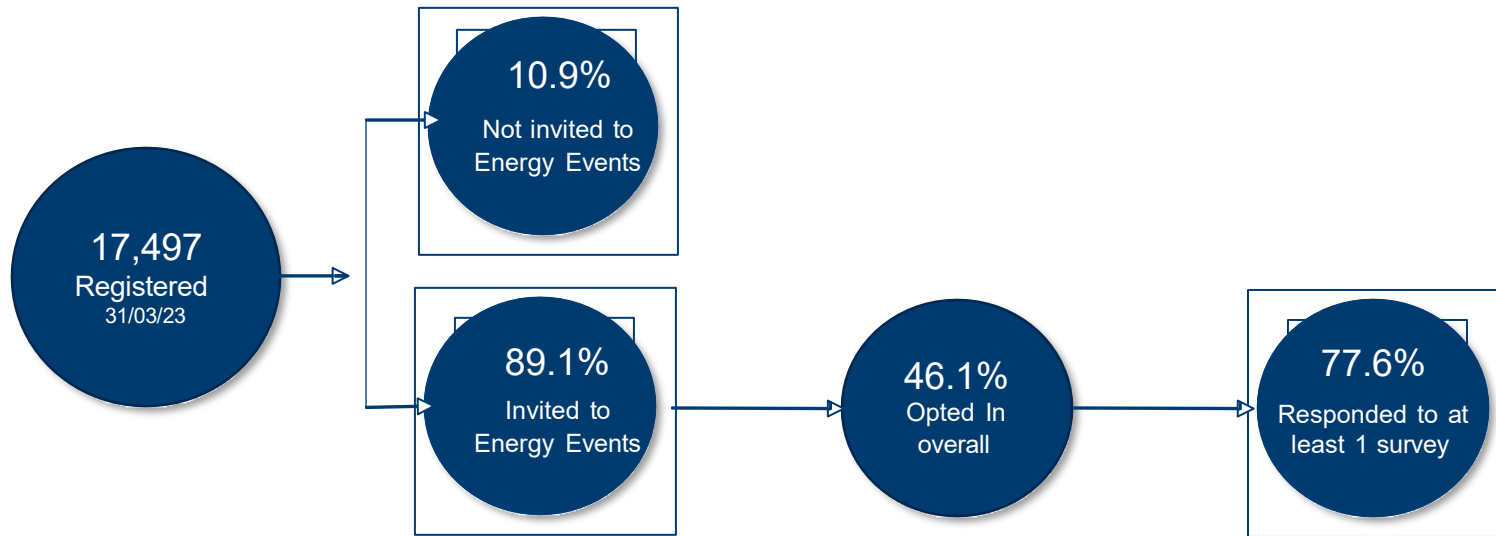 17,497
Registered
31/03/23
10.9%
Not invited to
Energy Events
89.1%
Invited to
Energy Events
46.1%
Opted In
overall
77.6%
Responded to at
least 1 survey